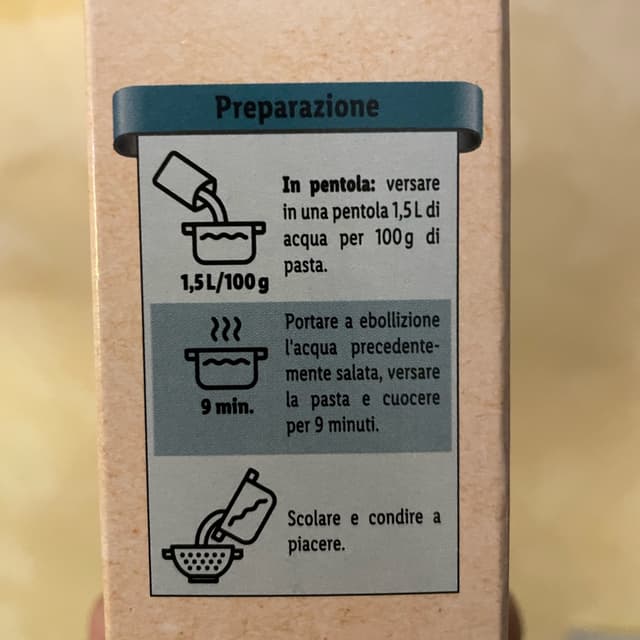 Preparazione
In pentola: versare
in una pentola 1,5 L di
acqua per 100 g di
pasta.
1,5 L/100 g
Portare a ebollizione
l'acqua precedente-
mente salata, versare
la pasta e cuocere
per 9 minuti.
9 min.
Scolare e condire a
piacere.